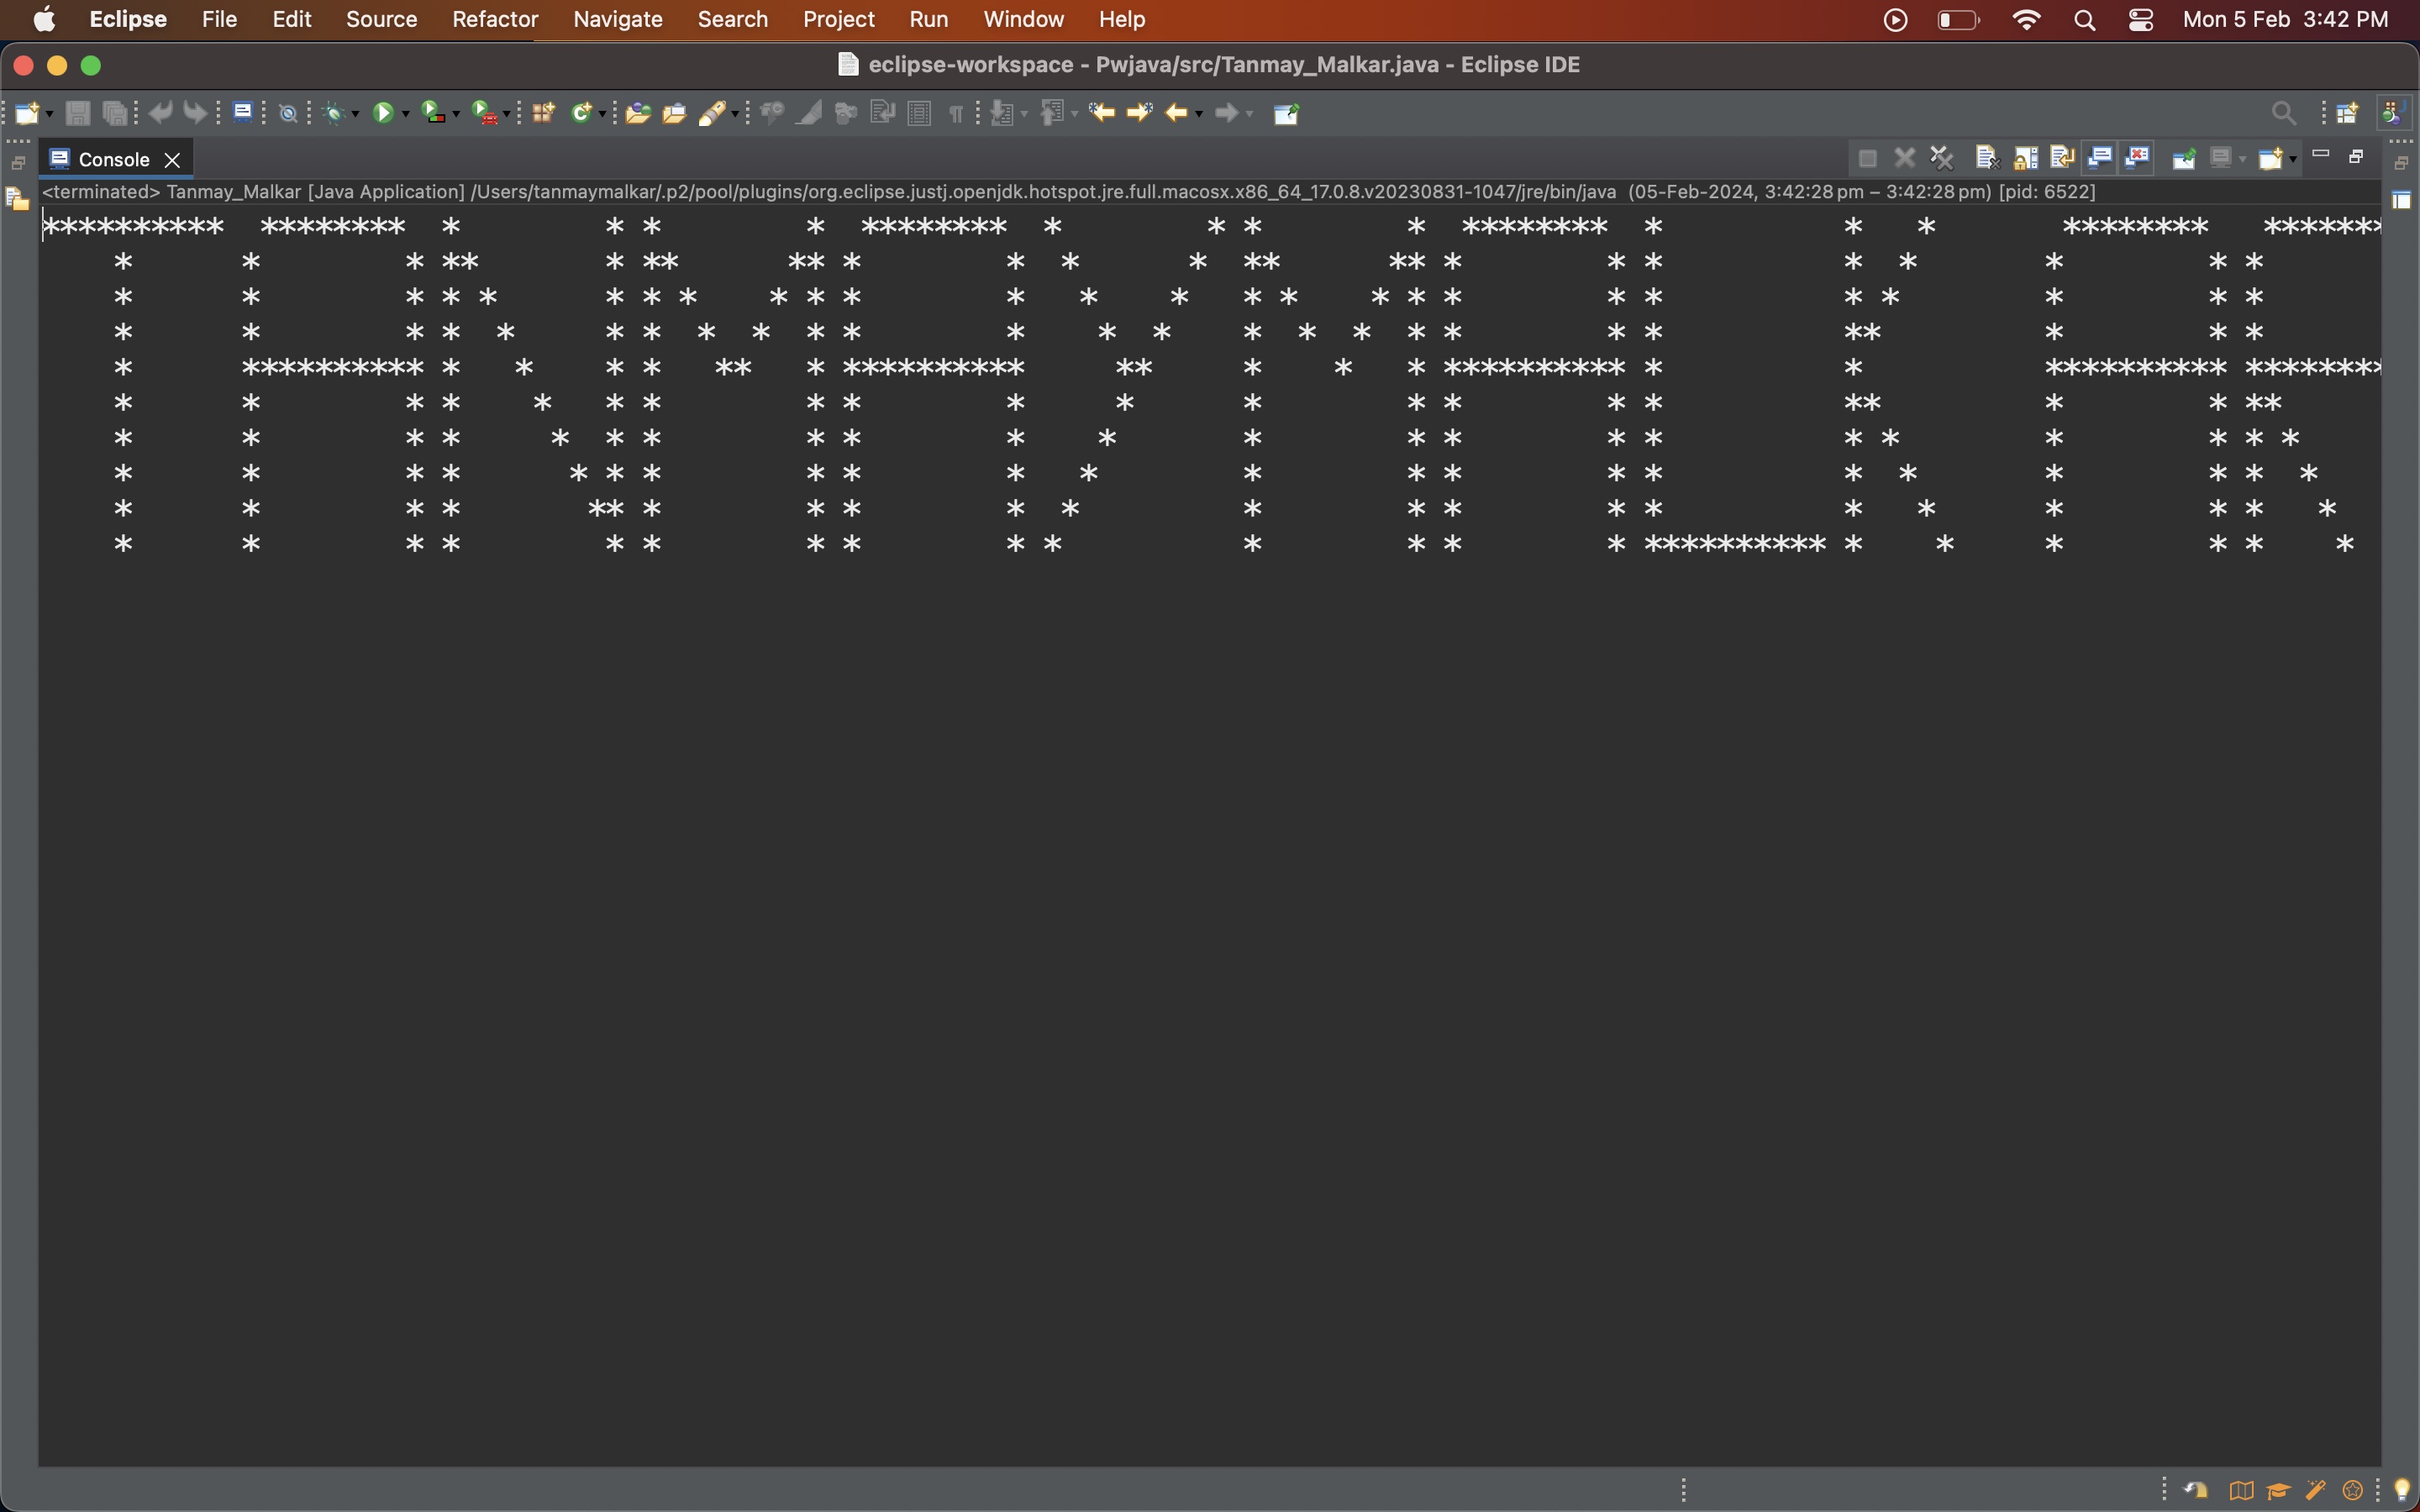 Eclipse File Edit Source Refactor Navigate Search Project Run Window Help Mon 5 Feb 3:42 PM
eclipse-workspace - Pwjava/src/Tanmay_Malkar.java - Eclipse IDE
Console
<terminated> Tanmay_Malkar [Java Application] /Users/tanmaymalkar/.p2/pool/plugins/org.eclipse.justj.openjdk.hotspot.jre.full.macosx.x86_64_17.0.8.v20230831-1047/jre/bin/java (05-Feb-2024, 3:42:28 pm – 3:42:28 pm) [pid: 6522]
**********  ********  *        * *        *  ********  *        * *        *  ********  *          *   *       ********   *******
    *      *        * **       * **      ** *        *  *      *  **      ** *        * *          *  *       *        * *
    *      *        * * *      * * *    * * *        *   *    *   * *    * * *        * *          * *        *        * *
    *      *        * *  *     * *  *  *  * *        *    *  *    *  *  *  * *        * *          **         *        * *
    *      ********** *   *    * *   **   * **********     **     *    *   * ********** *          *          ********** ********
    *      *        * *    *   * *        * *        *     *      *        * *        * *          **         *        * **
    *      *        * *     *  * *        * *        *    *       *        * *        * *          * *        *        * * *
    *      *        * *      * * *        * *        *   *        *        * *        * *          *  *       *        * *  *
    *      *        * *       ** *        * *        *  *         *        * *        * *          *   *      *        * *   *
    *      *        * *        * *        * *        * *          *        * *        * ********** *    *     *        * *    *